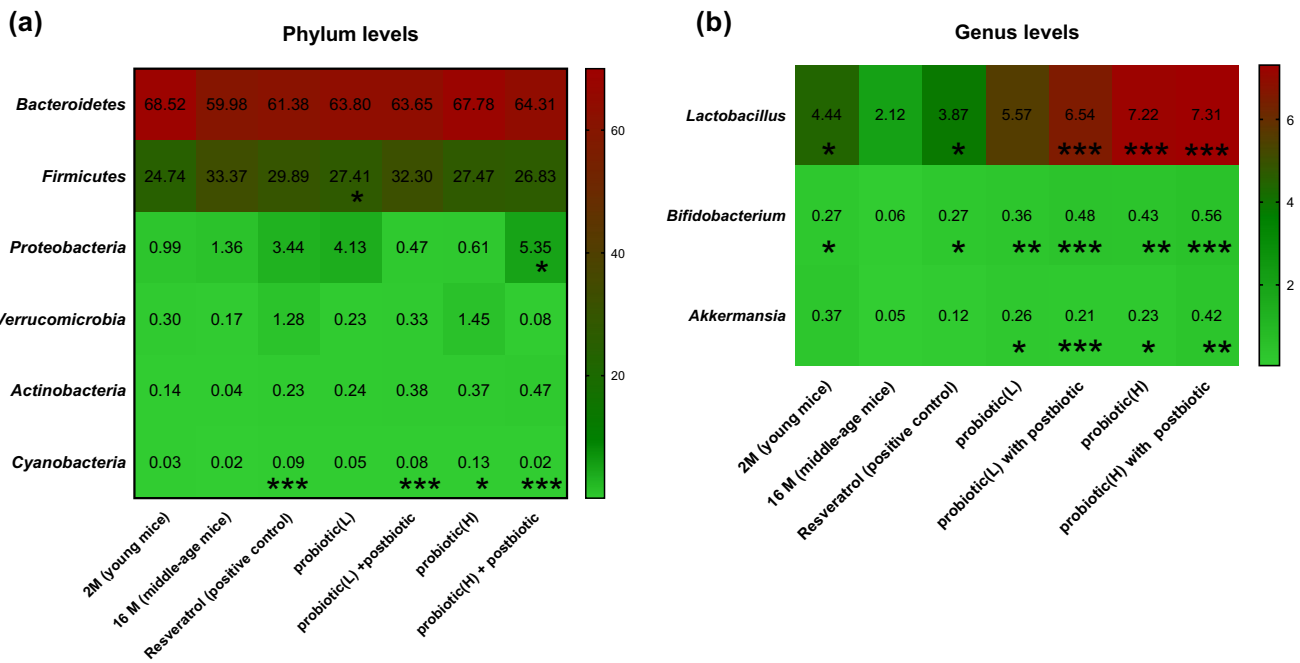 (a)
Phylum levels
Bacteroidetes 68.52 59.98 61.38 63.80 63.65 67.78 64.31
Firmicutes 24.74 33.37 29.89 27.41 32.30 27.47 26.83
*
Proteobacteria 0.99 1.36 3.44 4.13 0.47 0.61 5.35
*
Verrucomicrobia 0.30 0.17 1.28 0.23 0.33 1.45 0.08
Actinobacteria 0.14 0.04 0.23 0.24 0.38 0.37 0.47
Cyanobacteria 0.03 0.02 0.09 0.05 0.08 0.13 0.02
*** *** * ***
2M (young mice)
16 M (middle-age mice)
Resveratrol (positive control)
probiotic(L)
probiotic(L) +postbiotic
probiotic(H)
probiotic(H) + postbiotic
60
40
20
(b)
Genus levels
Lactobacillus 4.44 2.12 3.87 5.57 6.54 7.22 7.31
* * *** *** ***
Bifidobacterium 0.27 0.06 0.27 0.36 0.48 0.43 0.56
* * ** *** ** ***
Akkermansia 0.37 0.05 0.12 0.26 0.21 0.23 0.42
* *** * **
2M (young mice)
16 M (middle-age mice)
Resveratrol (positive control)
probiotic(L)
probiotic(L) with postbiotic
probiotic(H)
probiotic(H) with postbiotic
6
4
2